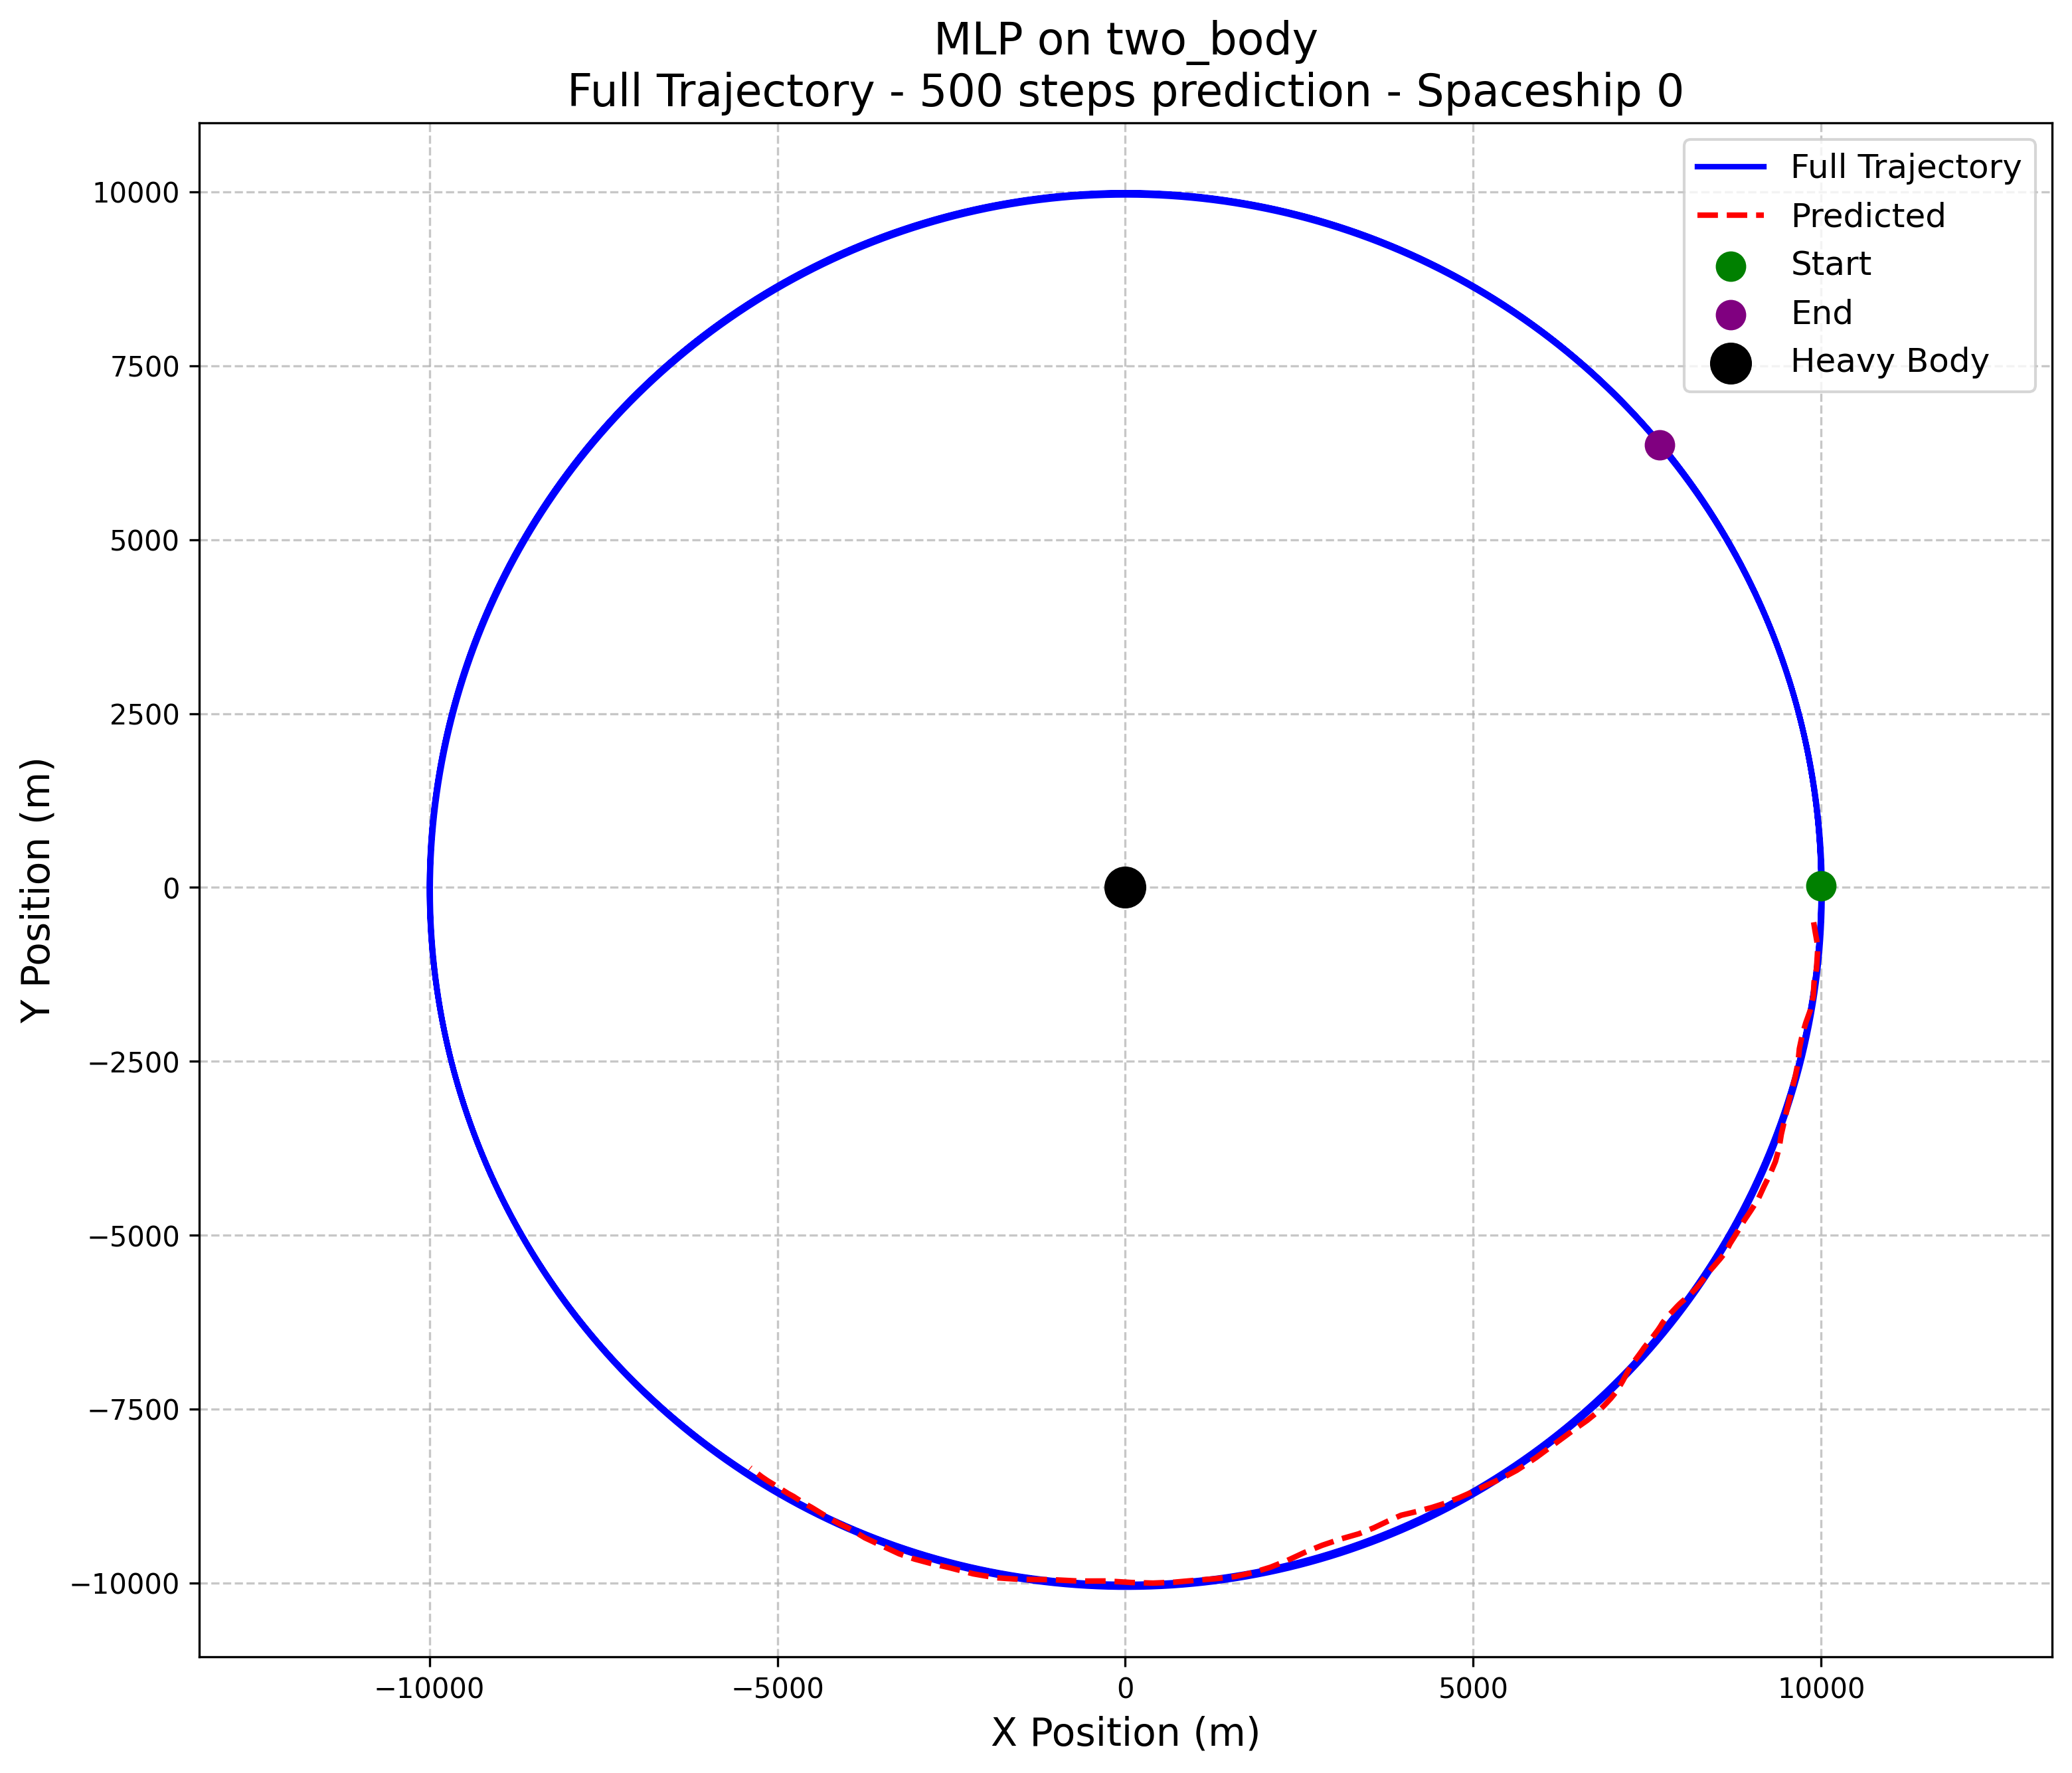 MLP on two_body
Full Trajectory - 500 steps prediction - Spaceship 0
Full Trajectory
Predicted
Start
End
Heavy Body
10000
7500
5000
2500
0
−2500
−5000
−7500
−10000
Y Position (m)
−10000
−5000
0
5000
10000
X Position (m)